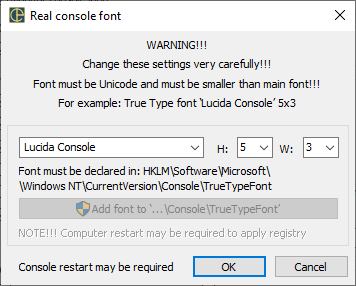 Real console font
WARNING!!!
Change these settings very carefully!!!
Font must be Unicode and must be smaller than main font!!!
For example: True Type font 'Lucida Console' 5x3
Lucida Console H: 5 W: 3
Font must be declared in: HKLM\Software\Microsoft\
\Windows NT\CurrentVersion\Console\TrueTypeFont
Add font to '...\Console\TrueTypeFont'
NOTE!!! Computer restart may be required to apply registry
Console restart may be required OK Cancel